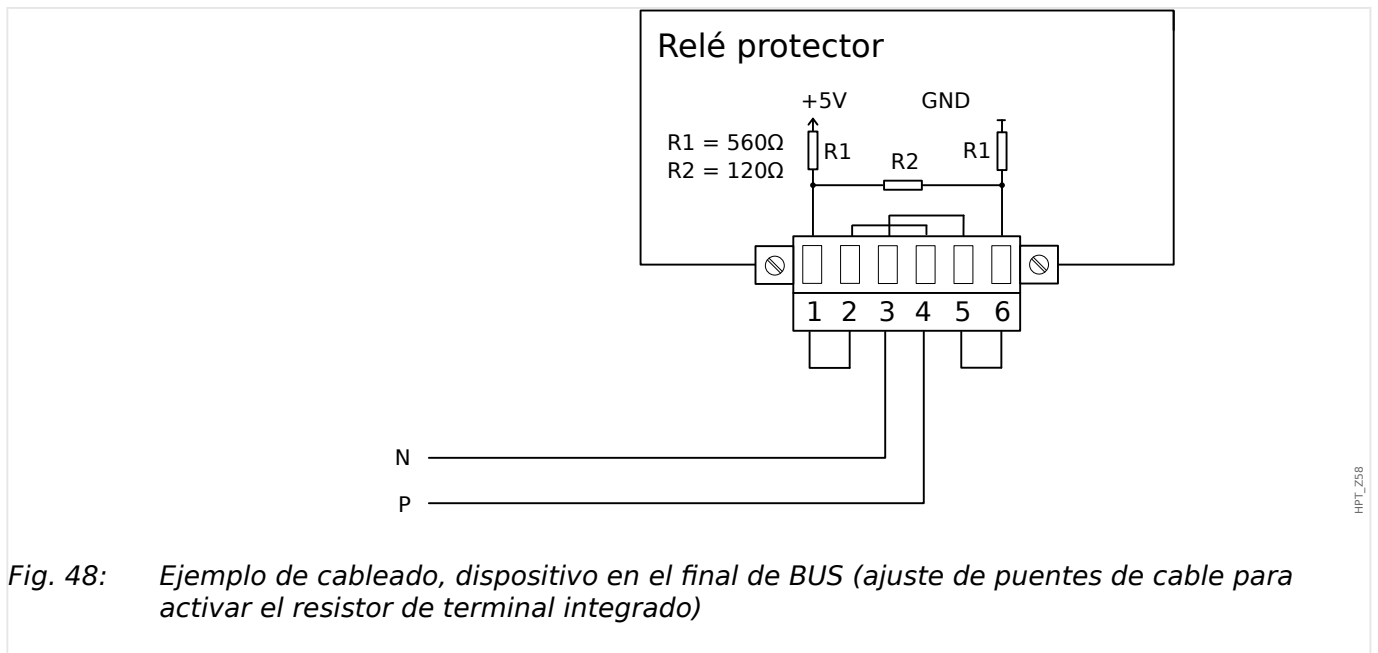 Relé protector
+5V GND
R1 = 560Ω
R2 = 120Ω
R1 R2 R1
1 2 3 4 5 6
N
P
HPT_Z58
Fig. 48: Ejemplo de cableado, dispositivo en el final de BUS (ajuste de puentes de cable para
activar el resistor de terminal integrado)